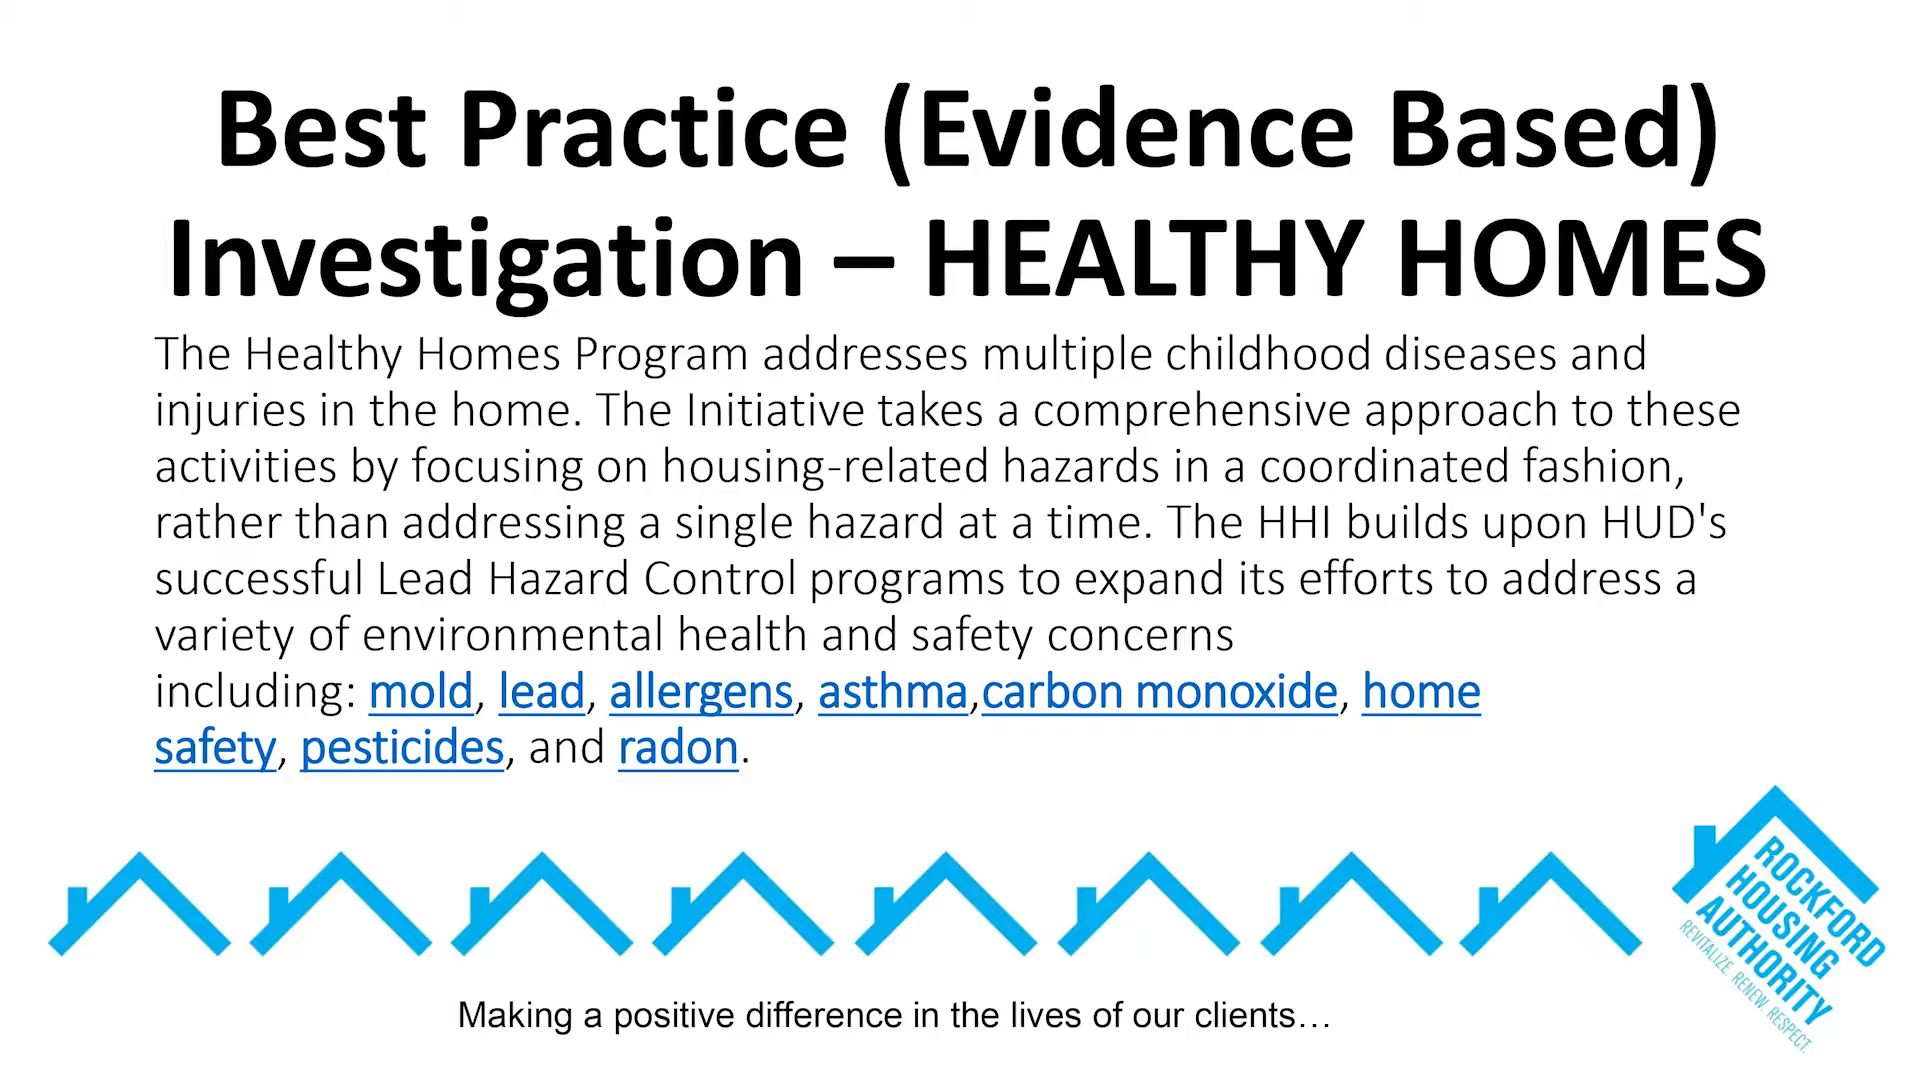 Best Practice (Evidence Based)
Investigation – HEALTHY HOMES
The Healthy Homes Program addresses multiple childhood diseases and
injuries in the home. The Initiative takes a comprehensive approach to these
activities by focusing on housing-related hazards in a coordinated fashion,
rather than addressing a single hazard at a time. The HHI builds upon HUD's
successful Lead Hazard Control programs to expand its efforts to address a
variety of environmental health and safety concerns
including: mold, lead, allergens, asthma,carbon monoxide, home
safety, pesticides, and radon.
ROCKFORD
HOUSING
AUTHORITY
REVITALIZE. RENEW. RESPECT.
Making a positive difference in the lives of our clients…